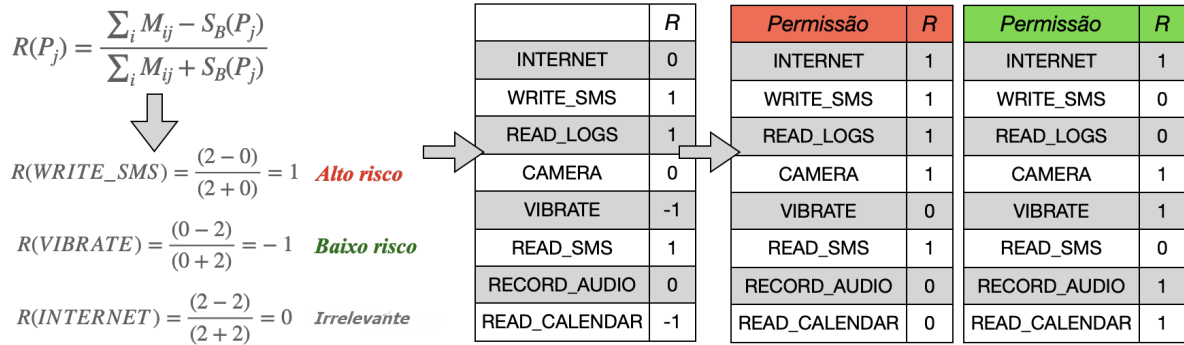 R(P_j) = (∑_i M_ij − S_B(P_j)) / (∑_i M_ij + S_B(P_j))
R(WRITE_SMS) = (2 − 0) / (2 + 0) = 1 Alto risco
R(VIBRATE) = (0 − 2) / (0 + 2) = − 1 Baixo risco
R(INTERNET) = (2 − 2) / (2 + 2) = 0 Irrelevante
R
INTERNET 0
WRITE_SMS 1
READ_LOGS 1
CAMERA 0
VIBRATE -1
READ_SMS 1
RECORD_AUDIO 0
READ_CALENDAR -1
Permissão R
INTERNET 1
WRITE_SMS 1
READ_LOGS 1
CAMERA 1
VIBRATE 0
READ_SMS 1
RECORD_AUDIO 0
READ_CALENDAR 0
Permissão R
INTERNET 1
WRITE_SMS 0
READ_LOGS 0
CAMERA 1
VIBRATE 1
READ_SMS 0
RECORD_AUDIO 1
READ_CALENDAR 1